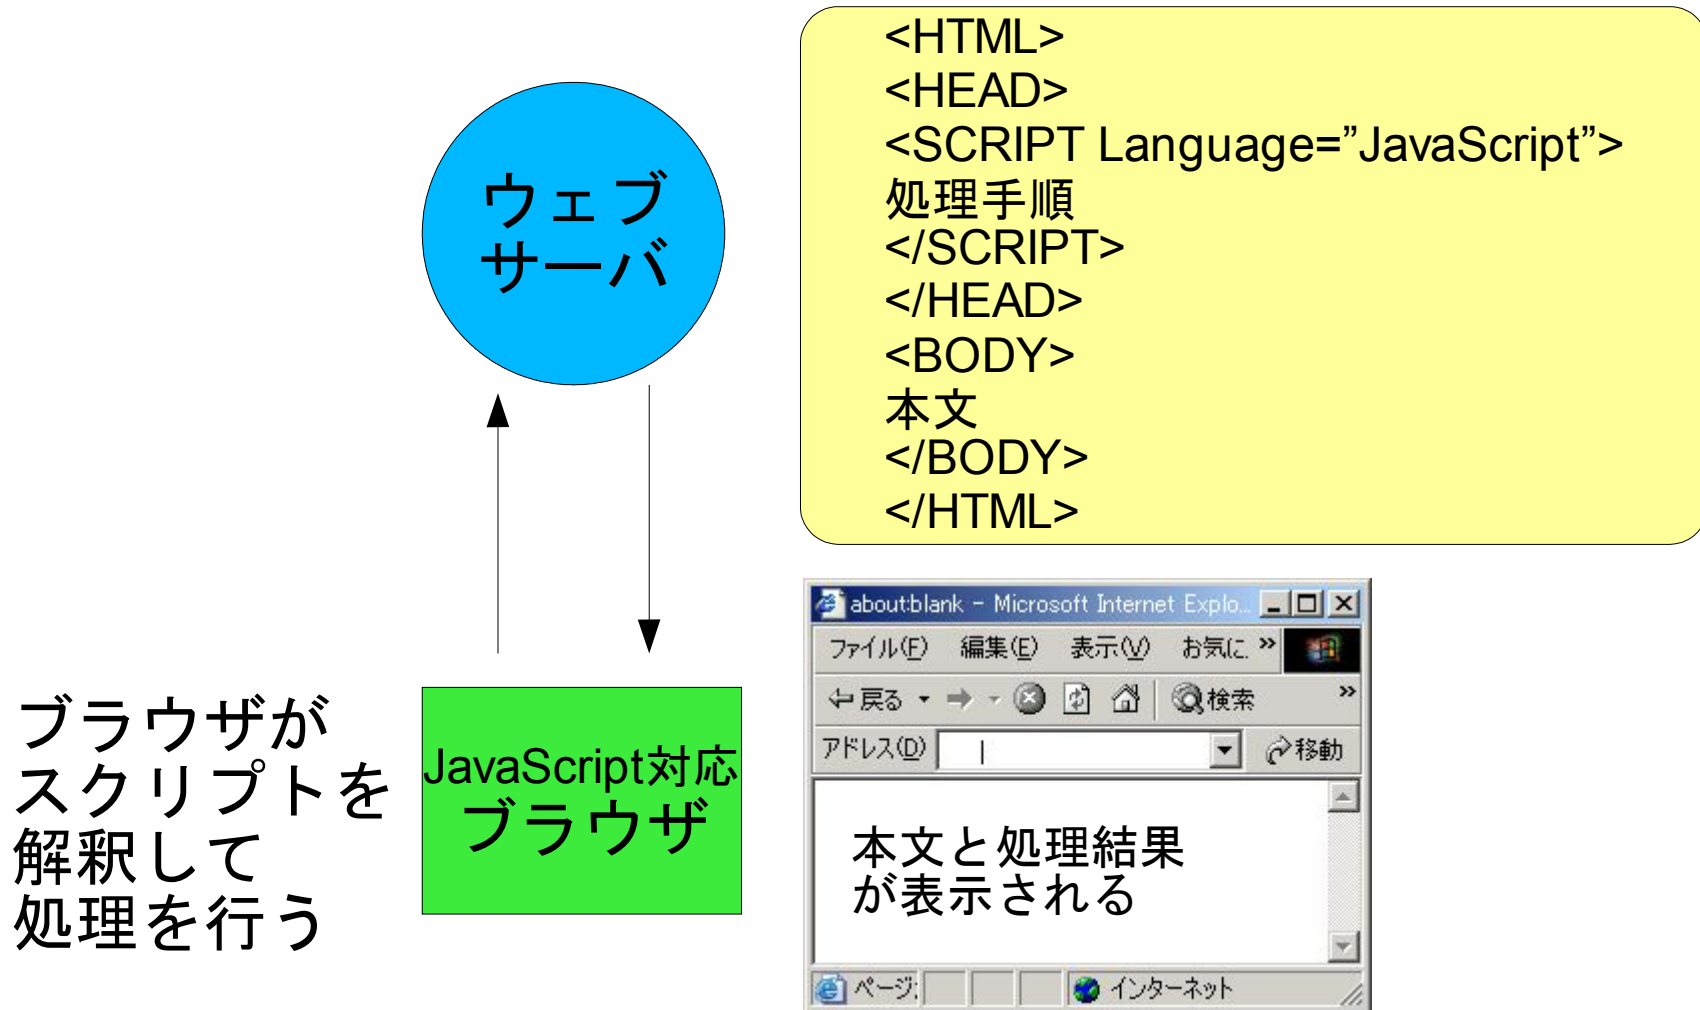 ウェブ
サーバ
<HTML>
<HEAD>
<SCRIPT Language=”JavaScript”>
処理手順
</SCRIPT>
</HEAD>
<BODY>
本文
</BODY>
</HTML>
ブラウザが
スクリプトを
解釈して
処理を行う
JavaScript対応
ブラウザ
about:blank - Microsoft Internet Explo...
ファイル(F) 編集(E) 表示(V) お気に »
戻る 検索 »
アドレス(D) 移動
本文と処理結果
が表示される
ページ インターネット